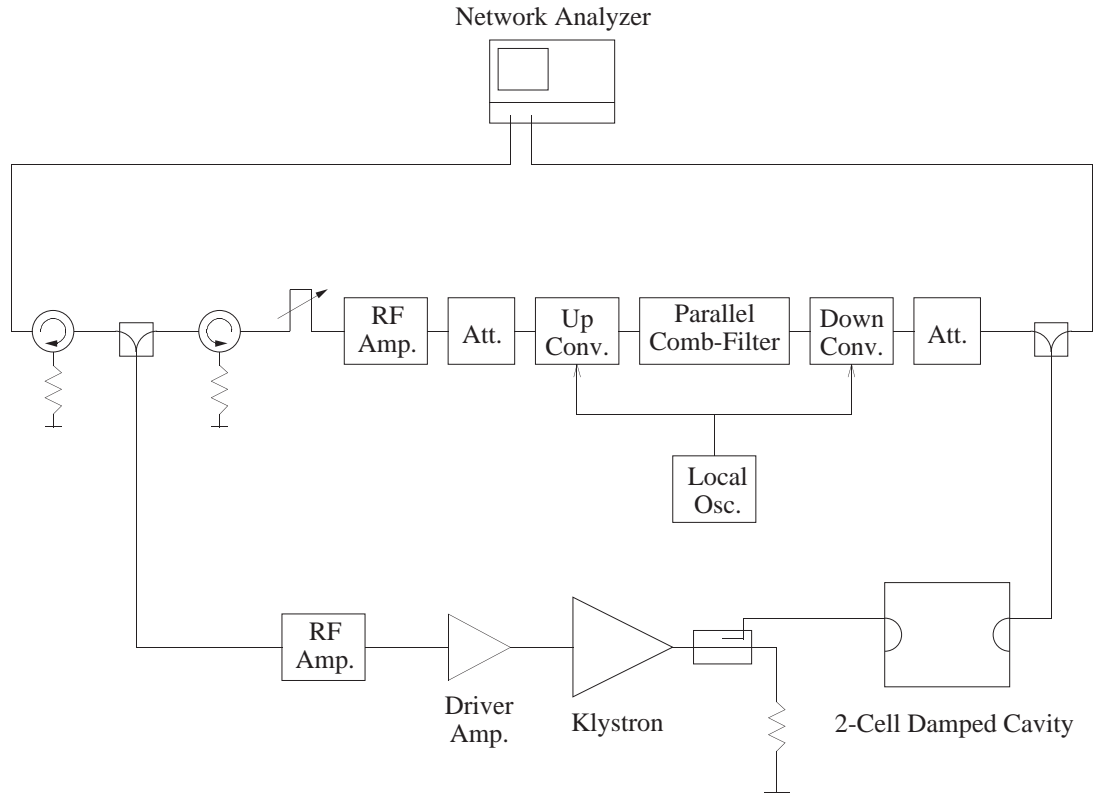 Network Analyzer
RF
Amp.
Att.
Up
Conv.
Parallel
Comb-Filter
Down
Conv.
Att.
Local
Osc.
RF
Amp.
Driver
Amp.
Klystron
2-Cell Damped Cavity